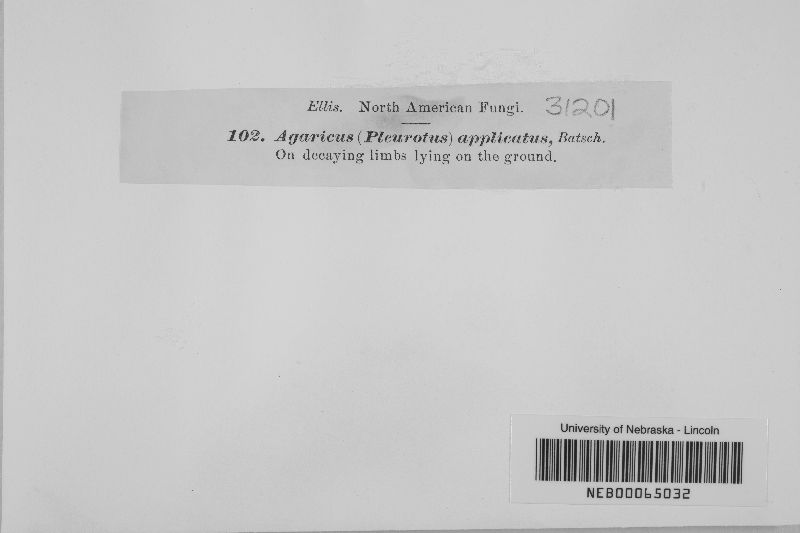 Ellis. North American Fungi. 31201
102. Agaricus (Pleurotus) applicatus, Batsch.
On decaying limbs lying on the ground.
University of Nebraska - Lincoln
NEB00065032